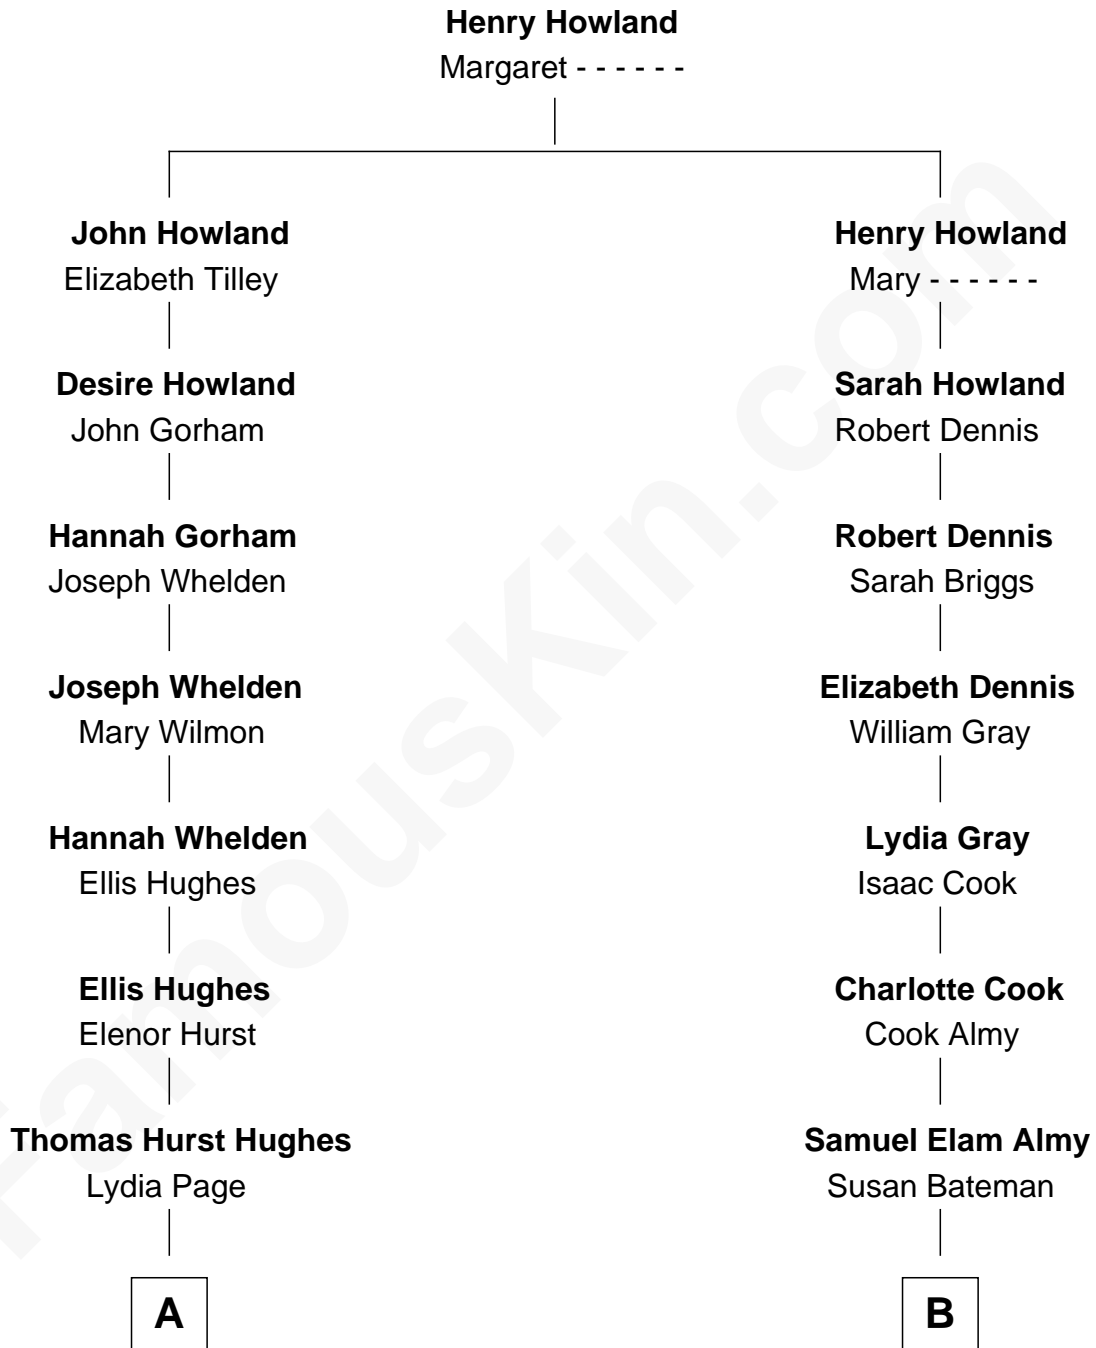 Henry Howland
Margaret - - - - - -
John Howland
Elizabeth Tilley
Henry Howland
Mary - - - - - -
Desire Howland
John Gorham
Sarah Howland
Robert Dennis
Hannah Gorham
Joseph Whelden
Robert Dennis
Sarah Briggs
Joseph Whelden
Mary Wilmon
Elizabeth Dennis
William Gray
Hannah Whelden
Ellis Hughes
Lydia Gray
Isaac Cook
Ellis Hughes
Elenor Hurst
Charlotte Cook
Cook Almy
Thomas Hurst Hughes
Lydia Page
Samuel Elam Almy
Susan Bateman
A
B
FamousKin.com